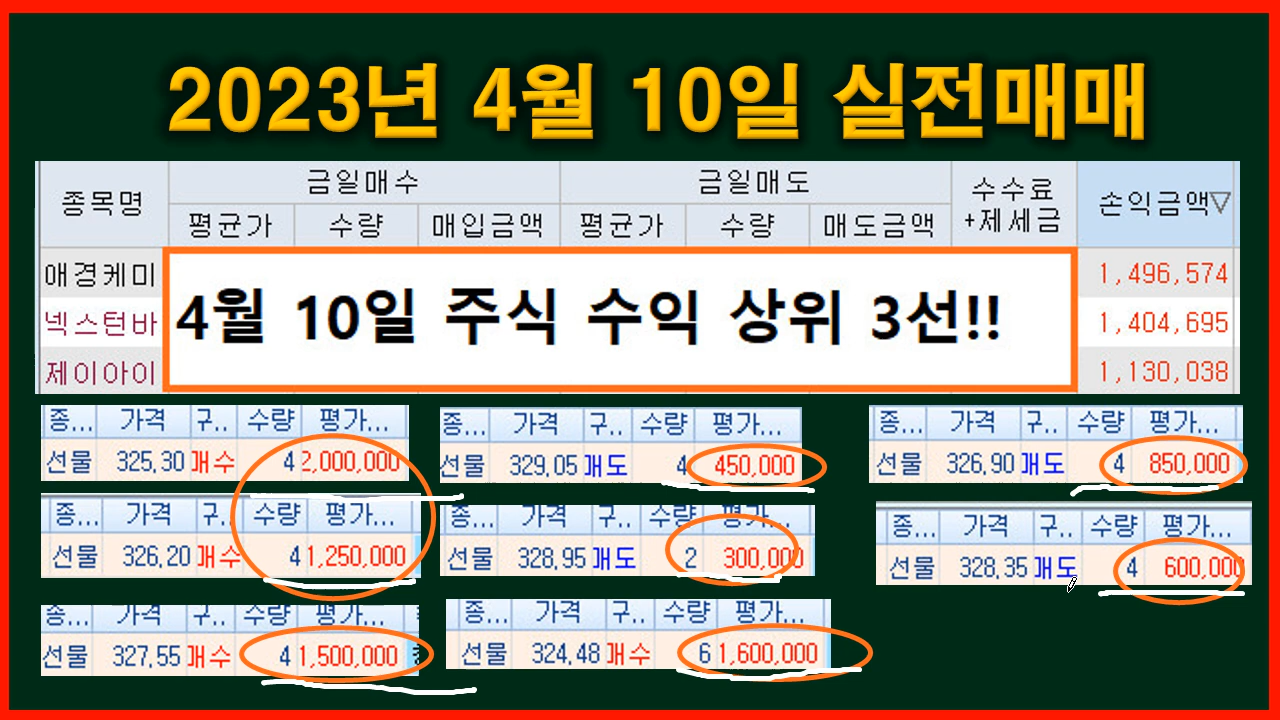 2023년 4월 10일 실전매매
종목명 금일매수 금일매도 수수료 +제세금 손익금액▽
평균가 수량 매입금액 평균가 수량 매도금액
애경케미 1,496,574
넥스턴바 1,404,695
제이아이 1,130,038
4월 10일 주식 수익 상위 3선!!
종... 가격 구.. 수량 평가...
선물 325,30 매수 4 2,000,000
종... 가격 구.. 수량 평가...
선물 329,05 매도 4 450,000
종... 가격 구.. 수량 평가...
선물 326,90 매도 4 850,000
종... 가격 구.. 수량 평가...
선물 326,20 매수 4 1,250,000
종... 가격 구.. 수량 평가...
선물 328,95 매도 2 300,000
종... 가격 구.. 수량 평가...
선물 328,35 매도 4 600,000
종... 가격 구.. 수량 평가...
선물 327,55 매수 4 1,500,000
종... 가격 구.. 수량 평가...
선물 324,48 매수 6 1,600,000